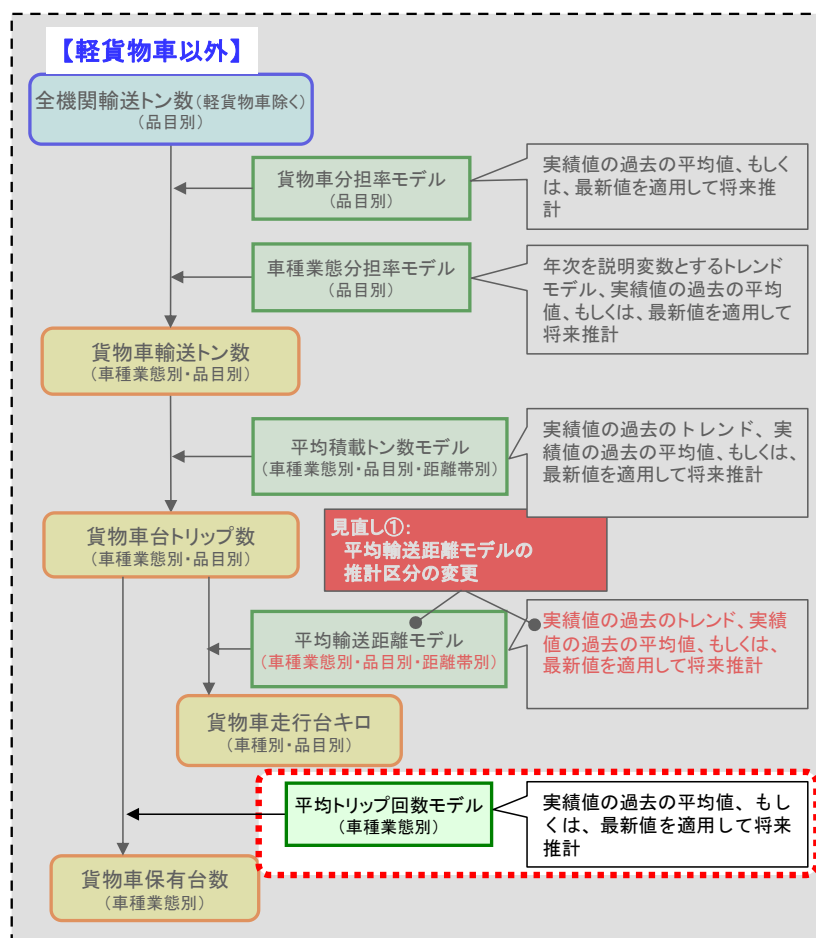 【軽貨物車以外】
全機関輸送トン数(軽貨物車除く)
(品目別)
貨物車分担率モデル
(品目別)
実績値の過去の平均値、もしく
は、最新値を適用して将来推
計
車種業態分担率モデル
(品目別)
年次を説明変数とするトレンド
モデル、実績値の過去の平均
値、もしくは、最新値を適用して
将来推計
貨物車輸送トン数
(車種業態別・品目別)
平均積載トン数モデル
(車種業態別・品目別・距離帯別)
実績値の過去のトレンド、実
績値の過去の平均値、もしくは、
最新値を適用して将来推計
貨物車台トリップ数
(車種業態別・品目別)
見直し①:
平均輸送距離モデルの
推計区分の変更
平均輸送距離モデル
(車種業態別・品目別・距離帯別)
実績値の過去のトレンド、実績
値の過去の平均値、もしくは、
最新値を適用して将来推計
貨物車走行台キロ
(車種別・品目別)
平均トリップ回数モデル
(車種業態別)
実績値の過去の平均値、もし
くは、最新値を適用して将来
推計
貨物車保有台数
(車種業態別)